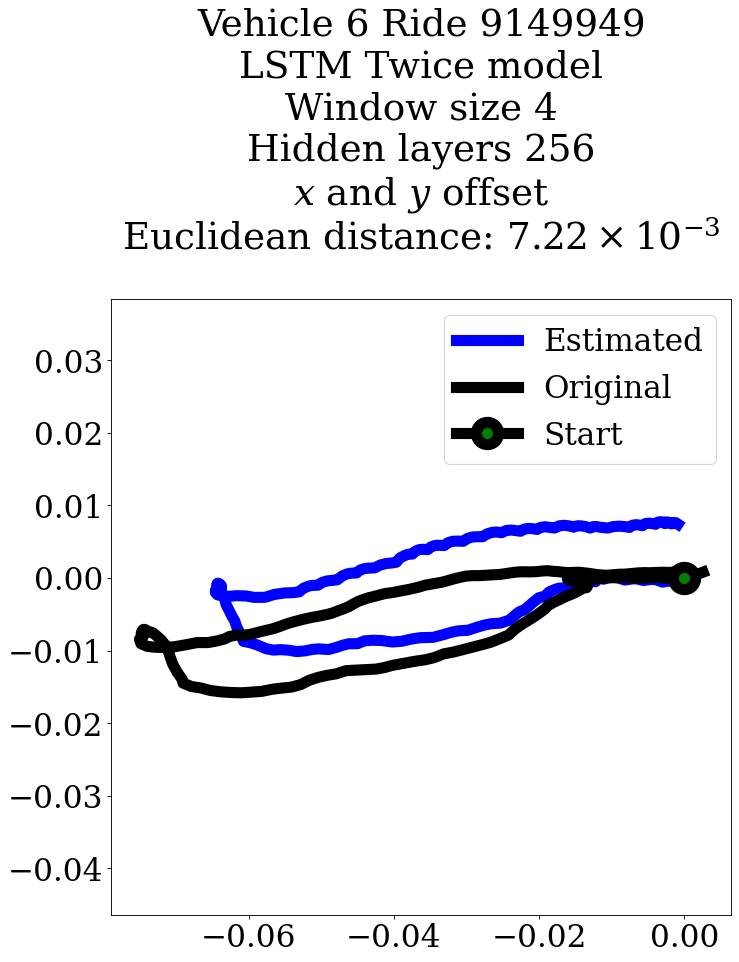 Vehicle 6 Ride 9149949
LSTM Twice model
Window size 4
Hidden layers 256
x and y offset
Euclidean distance: 7.22 × 10⁻³
Estimated
Original
Start
0.03
0.02
0.01
0.00
−0.01
−0.02
−0.03
−0.04
−0.06 −0.04 −0.02 0.00